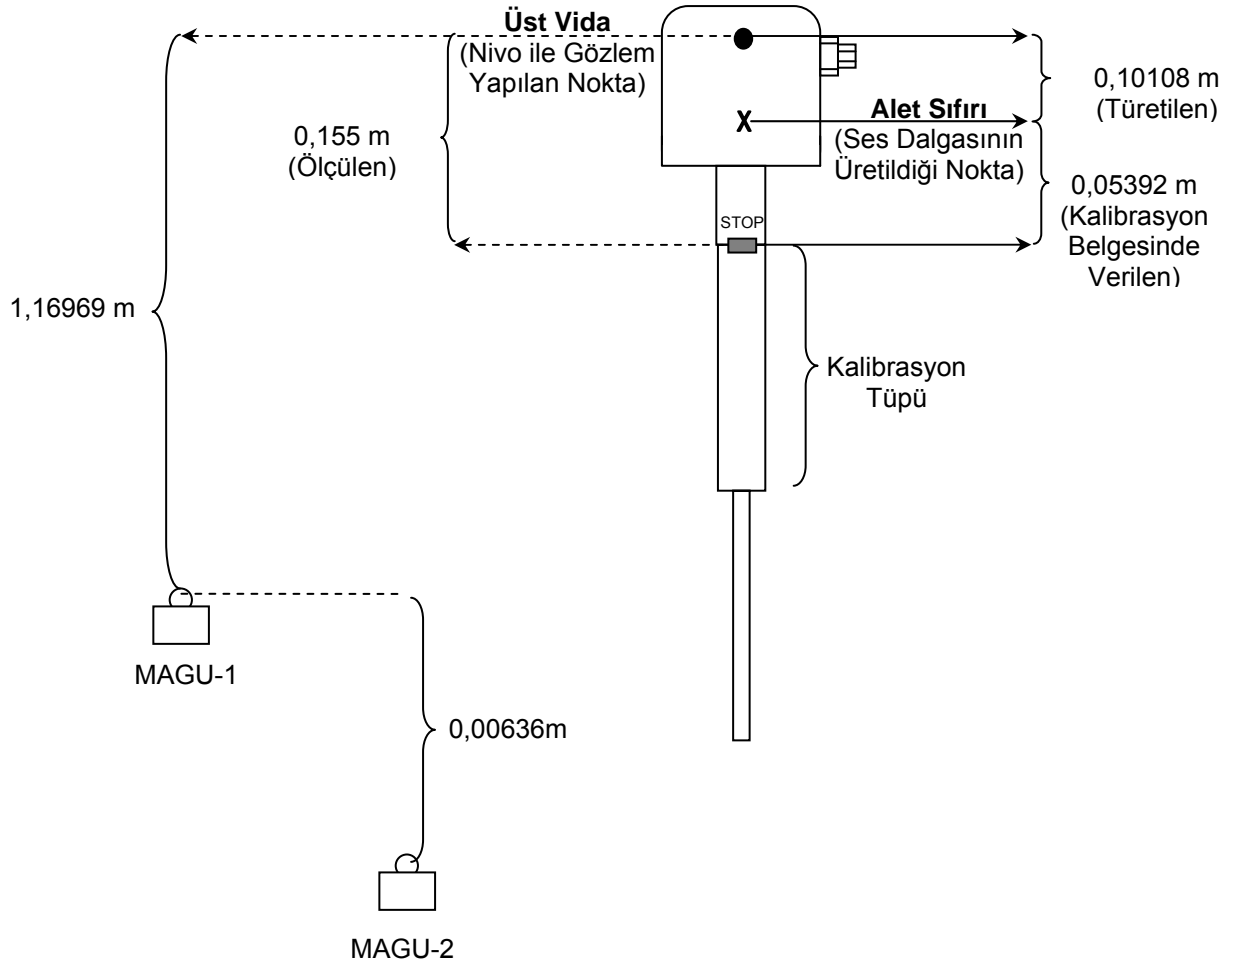 Üst Vida
(Nivo ile Gözlem
Yapılan Nokta)
0,10108 m
(Türetilen)
Alet Sıfırı
(Ses Dalgasının
Üretildiği Nokta)
X
0,155 m
(Ölçülen)
0,05392 m
(Kalibrasyon
Belgesinde
Verilen)
STOP
1,16969 m
Kalibrasyon
Tüpü
MAGU-1
0,00636m
MAGU-2